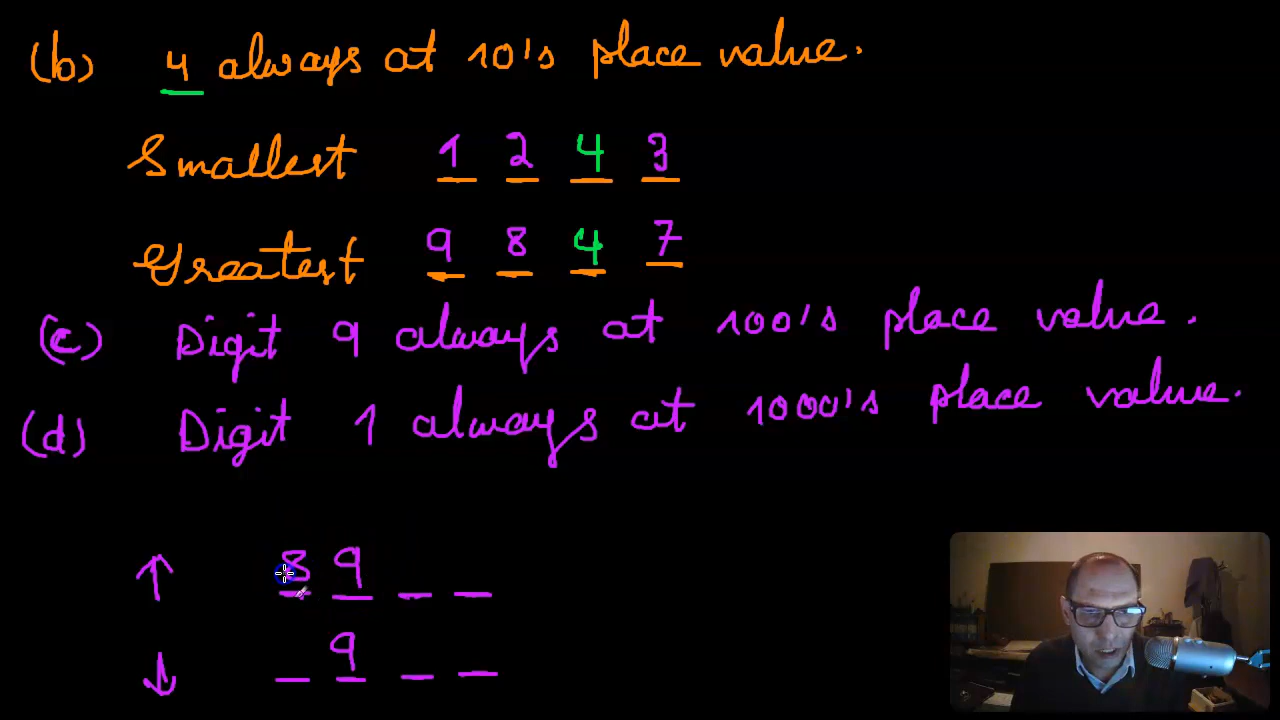 (b) 4 always at 10's place value.
Smallest 1 2 4 3
Greatest 9 8 4 7
(c) Digit 9 always at 100's place value.
(d) Digit 1 always at 1000's place value.
↑ 8 9 _ _
↓ _ 9 _ _